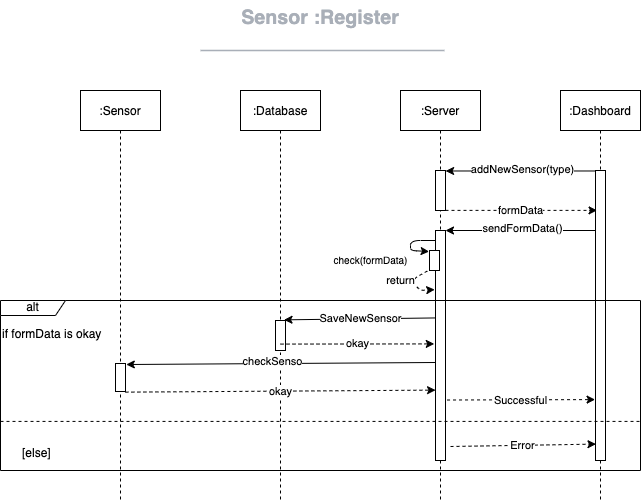 Sensor :Register
:Sensor
:Database
:Server
:Dashboard
addNewSensor(type)
formData
sendFormData()
check(formData)
return
alt
if formData is okay
SaveNewSensor
okay
checkSenso
okay
Successful
Error
[else]